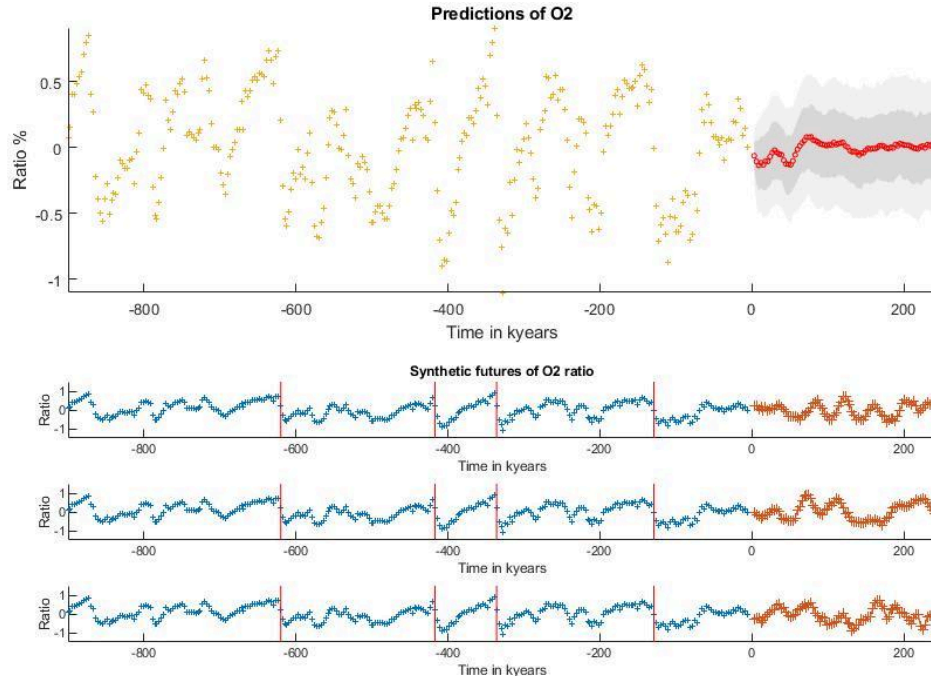 Predictions of O2
0.5
0
-0.5
-1
Ratio %
-800 -600 -400 -200 0 200
Time in kyears
Synthetic futures of O2 ratio
1
0
-1
Ratio
-800 -600 -400 -200 0 200
Time in kyears
1
0
-1
Ratio
-800 -600 -400 -200 0 200
Time in kyears
1
0
-1
Ratio
-800 -600 -400 -200 0 200
Time in kyears